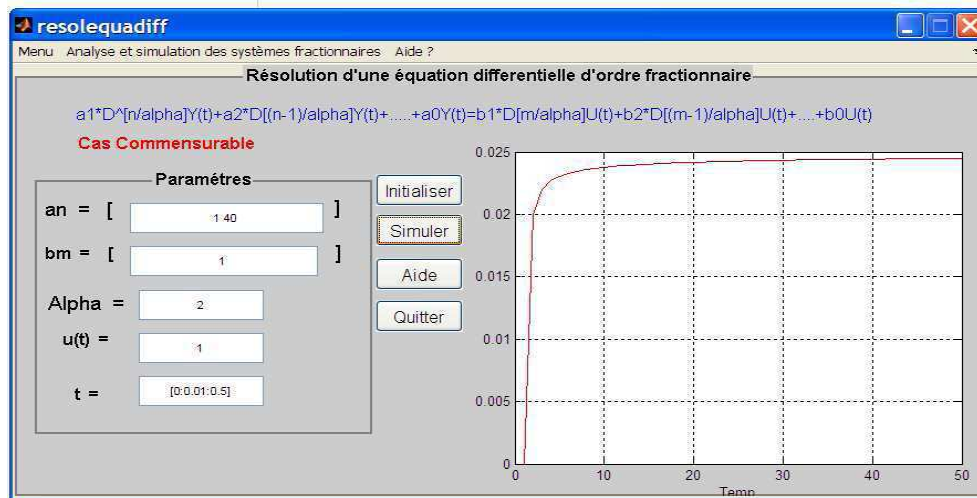 resolequadiff
Menu Analyse et simulation des systèmes fractionnaires Aide ?
Résolution d'une équation differentielle d'ordre fractionnaire
a1*D^[n/alpha]Y(t)+a2*D[(n-1)/alpha]Y(t)+.....+a0Y(t)=b1*D[m/alpha]U(t)+b2*D[(m-1)/alpha]U(t)+....+b0U(t)
Cas Commensurable
Paramétres
an = [ 1 40 ]
bm = [ 1 ]
Alpha = 2
u(t) = 1
t = [0:0.01:0.5]
Initialiser
Simuler
Aide
Quitter
0.025
0.02
0.015
0.01
0.005
0
0 10 20 30 40 50
Temp